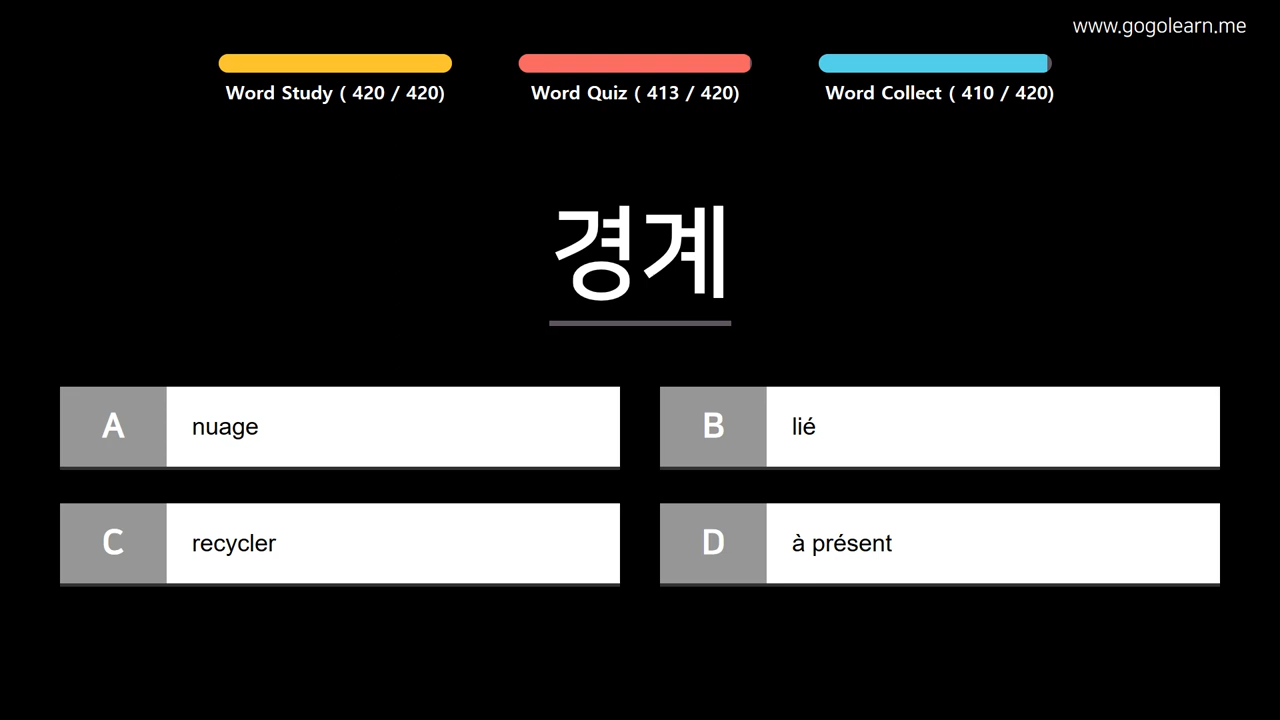 www.gogolearn.me
Word Study ( 420 / 420)
Word Quiz ( 413 / 420)
Word Collect ( 410 / 420)
경계
A nuage
B lié
C recycler
D à présent